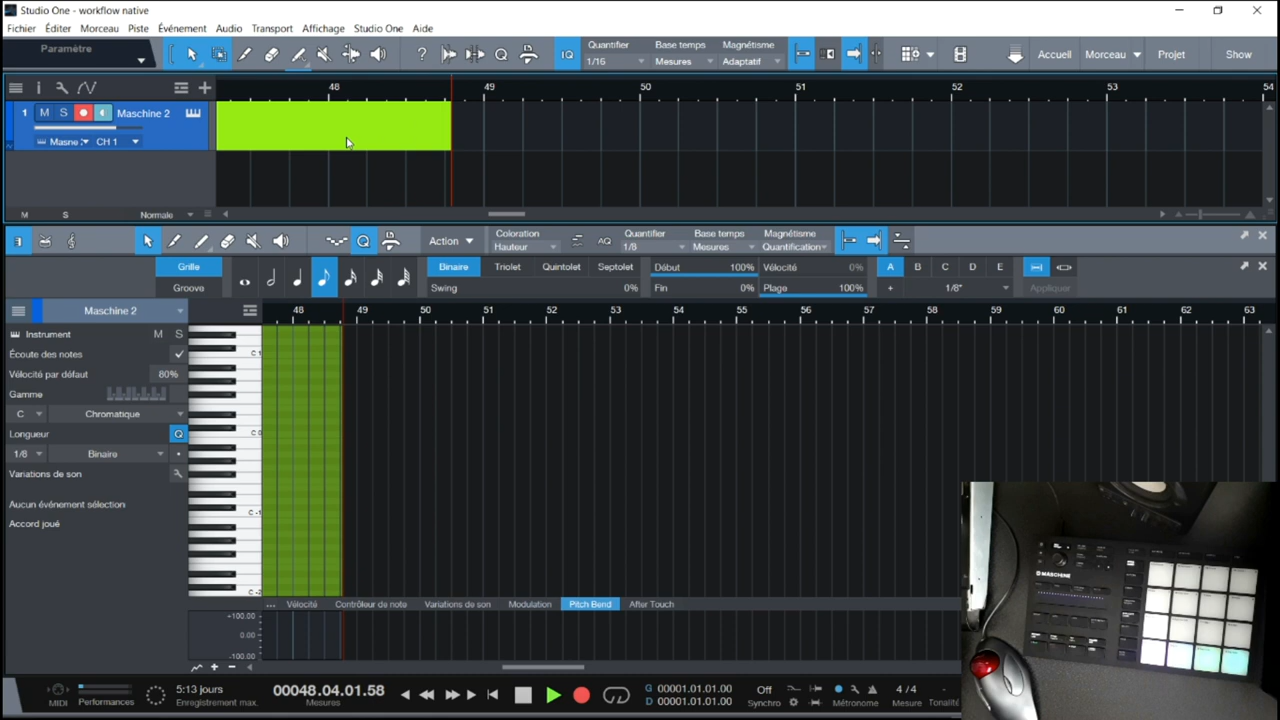 Studio One - workflow native
Fichier Éditer Morceau Piste Événement Audio Transport Affichage Studio One Aide
Paramètre
? IQ Quantifier 1/16 Base temps Mesures Magnétisme Adaptatif Accueil Morceau Projet Show
48 49 50 51 52 53 54
1 M S Maschine 2
CH 1
M S Normale
Action Coloration Hauteur AQ Quantifier 1/8 Base temps Mesures Magnétisme Quantification
Grille Binaire Triolet Quintolet Septolet Début 100% Vélocité 0% A B C D E
Groove Swing 0% Fin 0% Plage 100% + 1/8* Appliquer
Maschine 2 48 49 50 51 52 53 54 55 56 57 58 59 60 61 62 63
Instrument M S
Écoute des notes
Vélocité par défaut 80%
Gamme
C Chromatique
Longueur Q
1/8 Binaire
Variations de son
Aucun événement sélection
Accord joué
C 1
C 0
C -1
C -2
... Vélocité Contrôleur de note Variations de son Modulation Pitch Bend After Touch
+100.00
0.00
-100.00
MASCHINE
MIDI Performances 5:13 jours Enregistrement max. 00048.04.01.58 Mesures
G 00001.01.01.00
D 00001.01.01.00
Off Synchro Métronome 4 / 4 Mesure - Tonalité